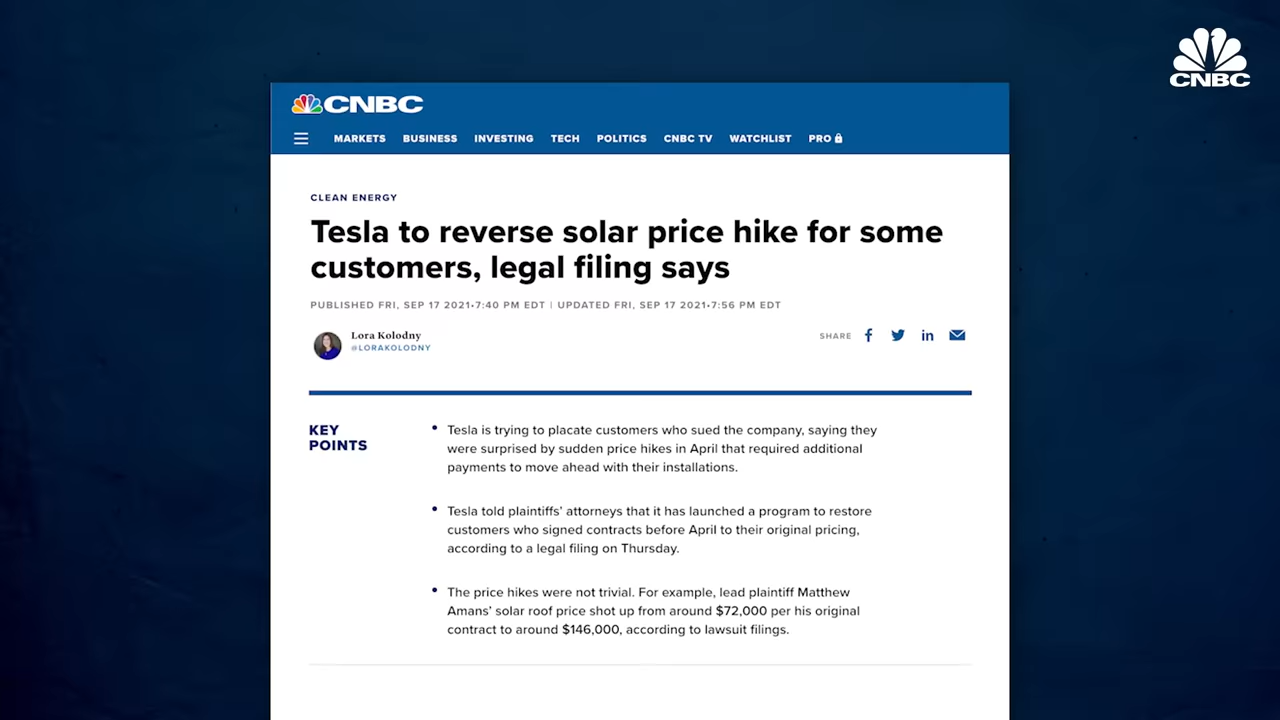 CNBC
CNBC
MARKETS BUSINESS INVESTING TECH POLITICS CNBC TV WATCHLIST PRO
CLEAN ENERGY
Tesla to reverse solar price hike for some
customers, legal filing says
PUBLISHED FRI, SEP 17 2021•7:40 PM EDT | UPDATED FRI, SEP 17 2021•7:56 PM EDT
Lora Kolodny
@LORAKOLODNY
SHARE f in
KEY
POINTS
• Tesla is trying to placate customers who sued the company, saying they
were surprised by sudden price hikes in April that required additional
payments to move ahead with their installations.
• Tesla told plaintiffs’ attorneys that it has launched a program to restore
customers who signed contracts before April to their original pricing,
according to a legal filing on Thursday.
• The price hikes were not trivial. For example, lead plaintiff Matthew
Amans’ solar roof price shot up from around $72,000 per his original
contract to around $146,000, according to lawsuit filings.